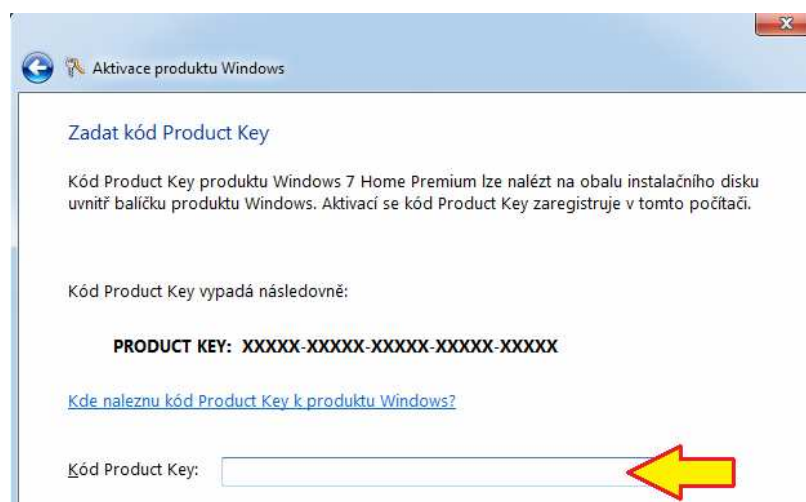 Aktivace produktu Windows
Zadat kód Product Key
Kód Product Key produktu Windows 7 Home Premium lze nalézt na obalu instalačního disku
uvnitř balíčku produktu Windows. Aktivací se kód Product Key zaregistruje v tomto počítači.
Kód Product Key vypadá následovně:
PRODUCT KEY: XXXXX-XXXXX-XXXXX-XXXXX-XXXXX
Kde naleznu kód Product Key k produktu Windows?
Kód Product Key: